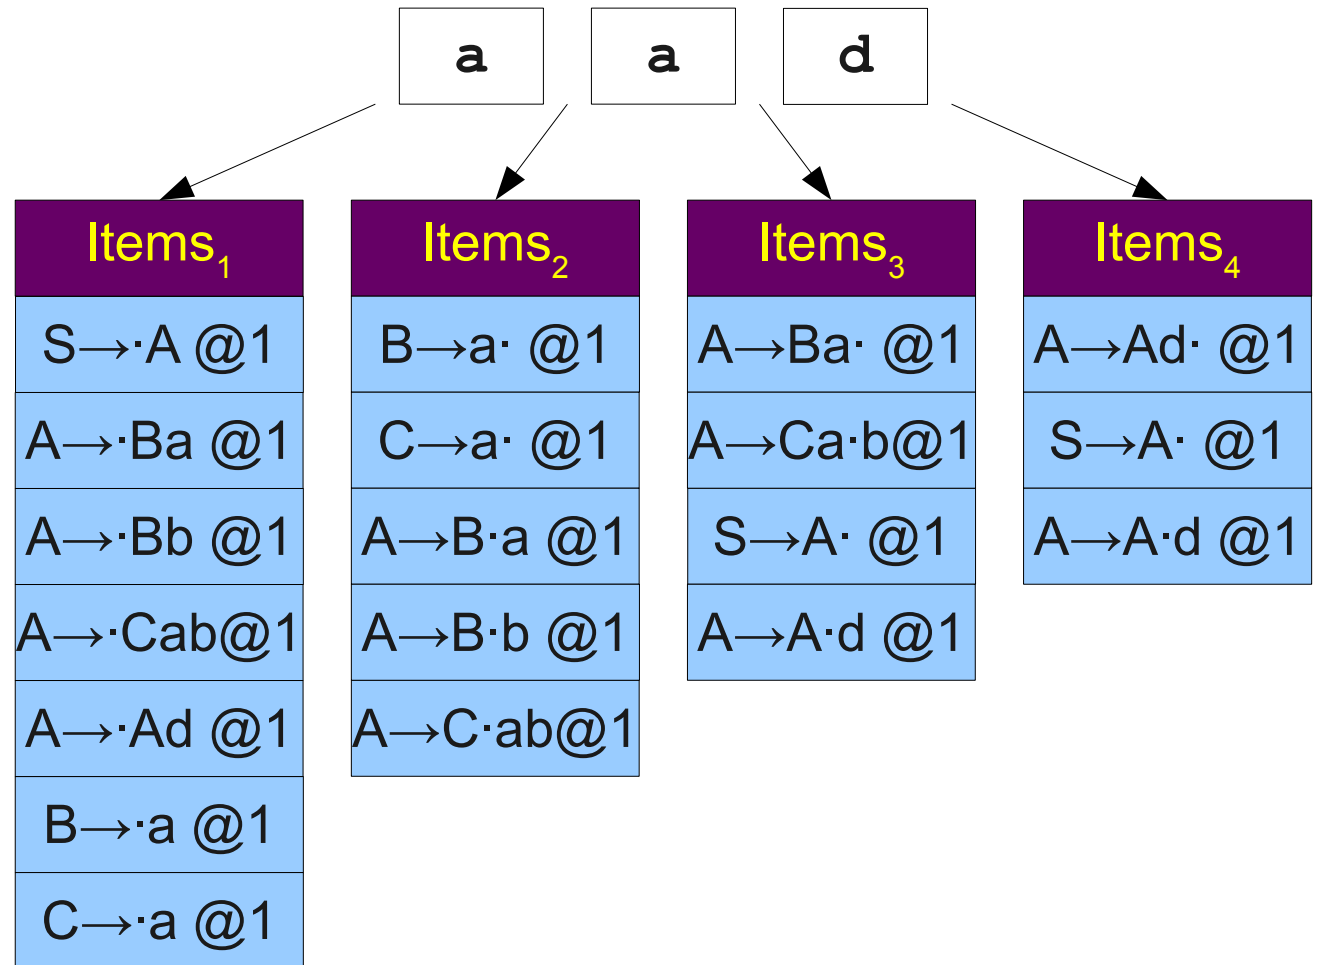 a a d
Items₁
S→·A @1
A→·Ba @1
A→·Bb @1
A→·Cab@1
A→·Ad @1
B→·a @1
C→·a @1
Items₂
B→a· @1
C→a· @1
A→B·a @1
A→B·b @1
A→C·ab@1
Items₃
A→Ba· @1
A→Ca·b@1
S→A· @1
A→A·d @1
Items₄
A→Ad· @1
S→A· @1
A→A·d @1